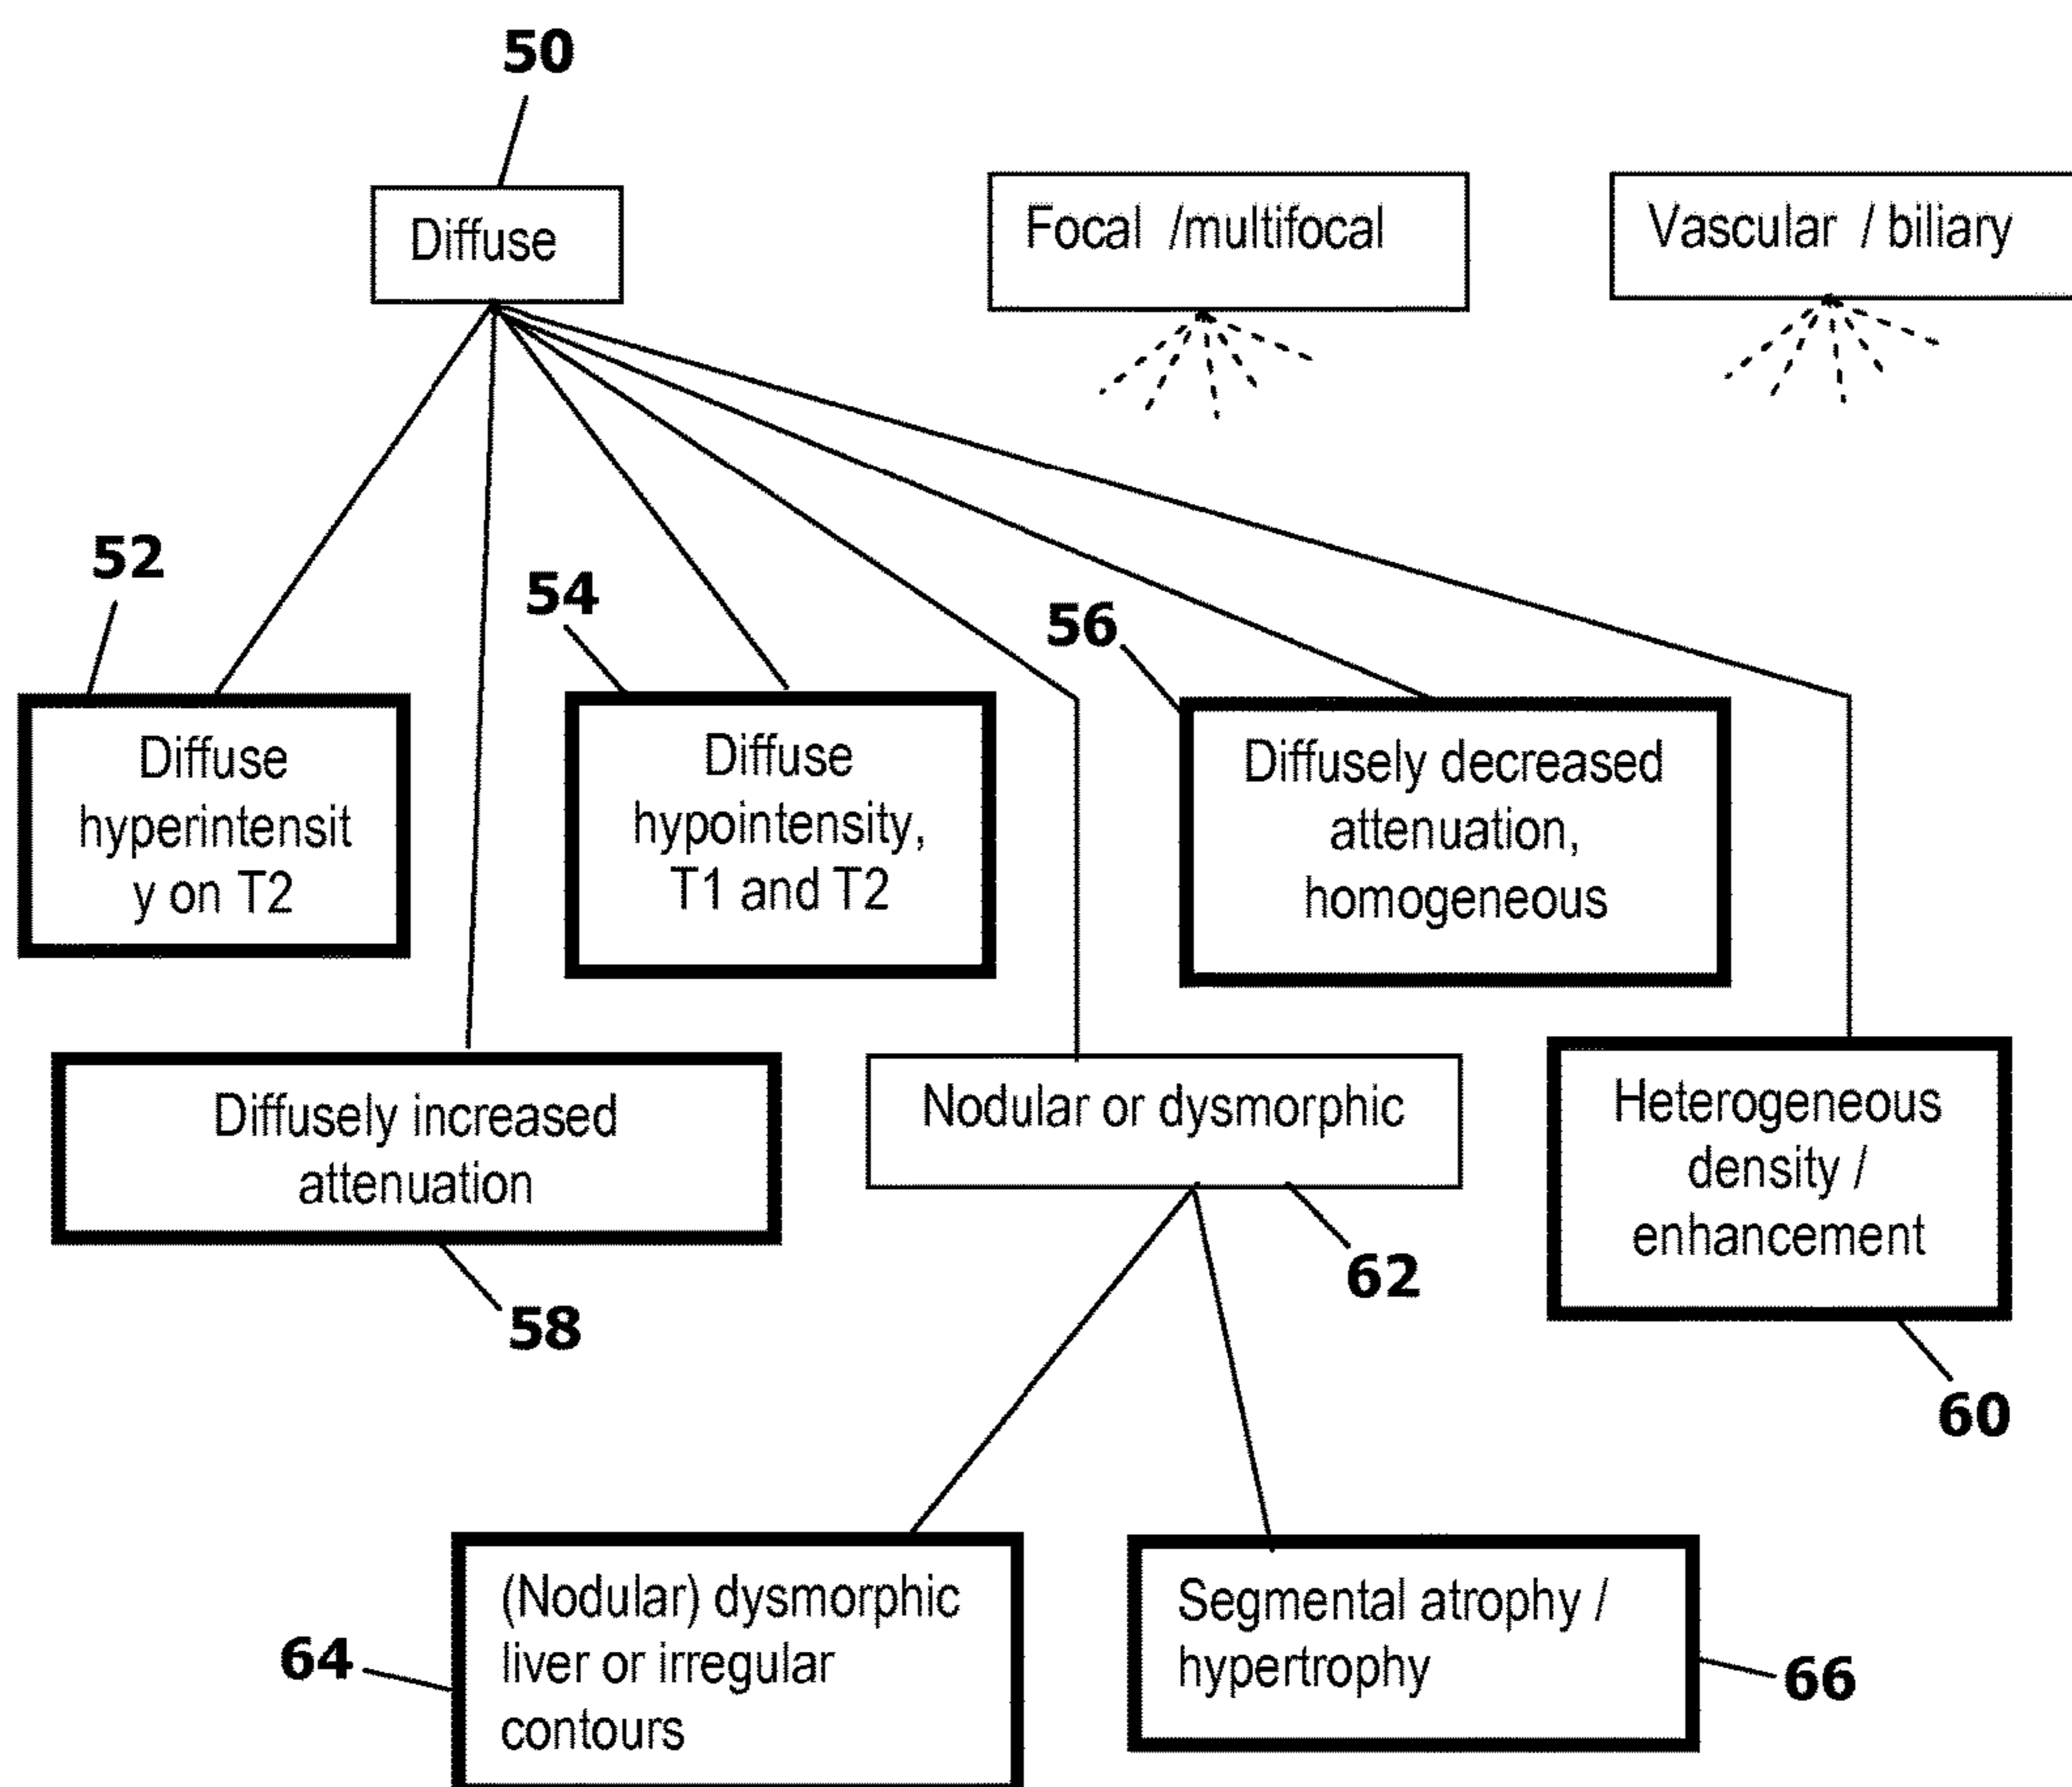 50
Diffuse
Focal /multifocal
Vascular / biliary
52
54
56
Diffuse
hyperintensit
y on T2
Diffuse
hypointensity,
T1 and T2
Diffusely decreased
attenuation,
homogeneous
Diffusely increased
attenuation
58
Nodular or dysmorphic
62
Heterogeneous
density /
enhancement
60
64
(Nodular) dysmorphic
liver or irregular
contours
Segmental atrophy /
hypertrophy
66